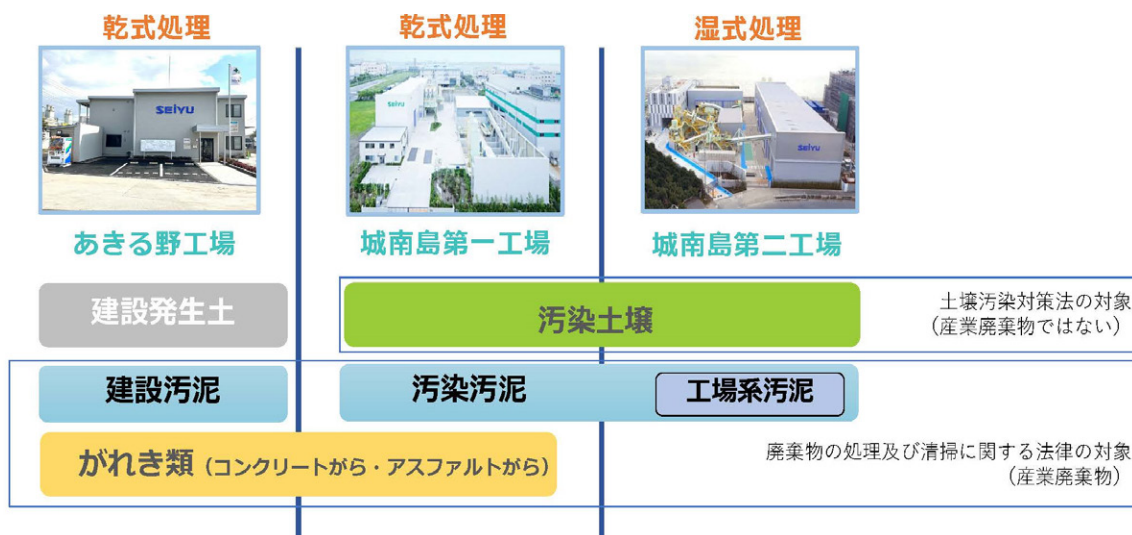 乾式処理
乾式処理
湿式処理
SEIYU
SEIYU
SEIYU
あきる野工場
城南島第一工場
城南島第二工場
建設発生土
汚染土壌
土壌汚染対策法の対象
（産業廃棄物ではない）
建設汚泥
汚染汚泥
工場系汚泥
がれき類（コンクリートがら・アスファルトがら）
廃棄物の処理及び清掃に関する法律の対象
（産業廃棄物）